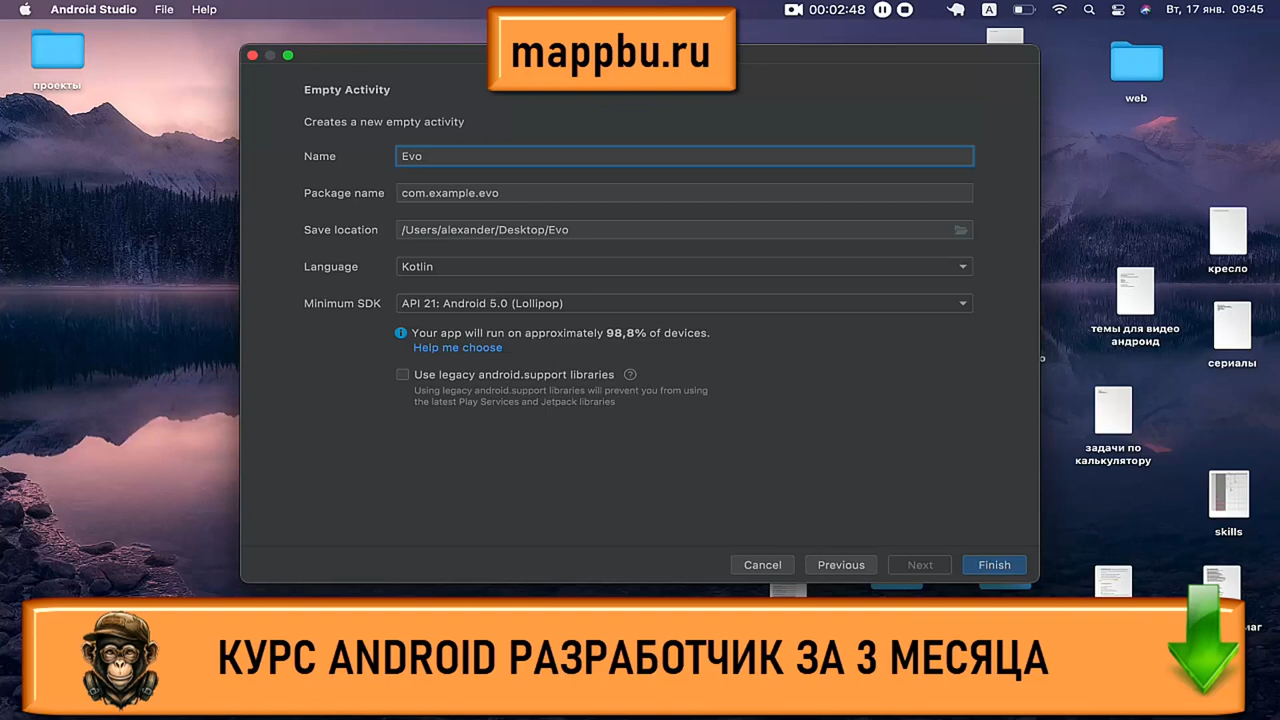 Android Studio File Help
00:02:48
A
Вт, 17 янв. 09:45
mappbu.ru
проекты
web
Empty Activity
Creates a new empty activity
Name Evo
Package name com.example.evo
Save location /Users/alexander/Desktop/Evo
Language Kotlin
Minimum SDK API 21: Android 5.0 (Lollipop)
Your app will run on approximately 98,8% of devices.
Help me choose
Use legacy android.support libraries ?
Using legacy android.support libraries will prevent you from using
the latest Play Services and Jetpack libraries
Cancel Previous Next Finish
кресло
темы для видео
андроид
сериалы
задачи по
калькулятору
skills
КУРС ANDROID РАЗРАБОТЧИК ЗА 3 МЕСЯЦА